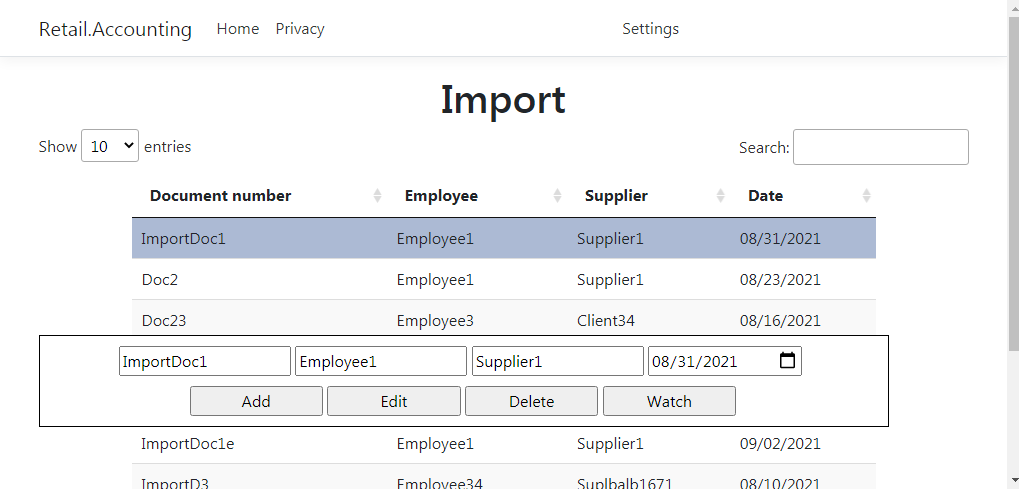 Retail.Accounting Home Privacy Settings
Import
Show 10 entries Search:
Document number Employee Supplier Date
ImportDoc1 Employee1 Supplier1 08/31/2021
Doc2 Employee1 Supplier1 08/23/2021
Doc23 Employee3 Client34 08/16/2021
ImportDoc1 Employee1 Supplier1 08/31/2021
Add Edit Delete Watch
ImportDoc1e Employee1 Supplier1 09/02/2021
ImportD3 Employee34 Suplbalb1671 08/10/2021